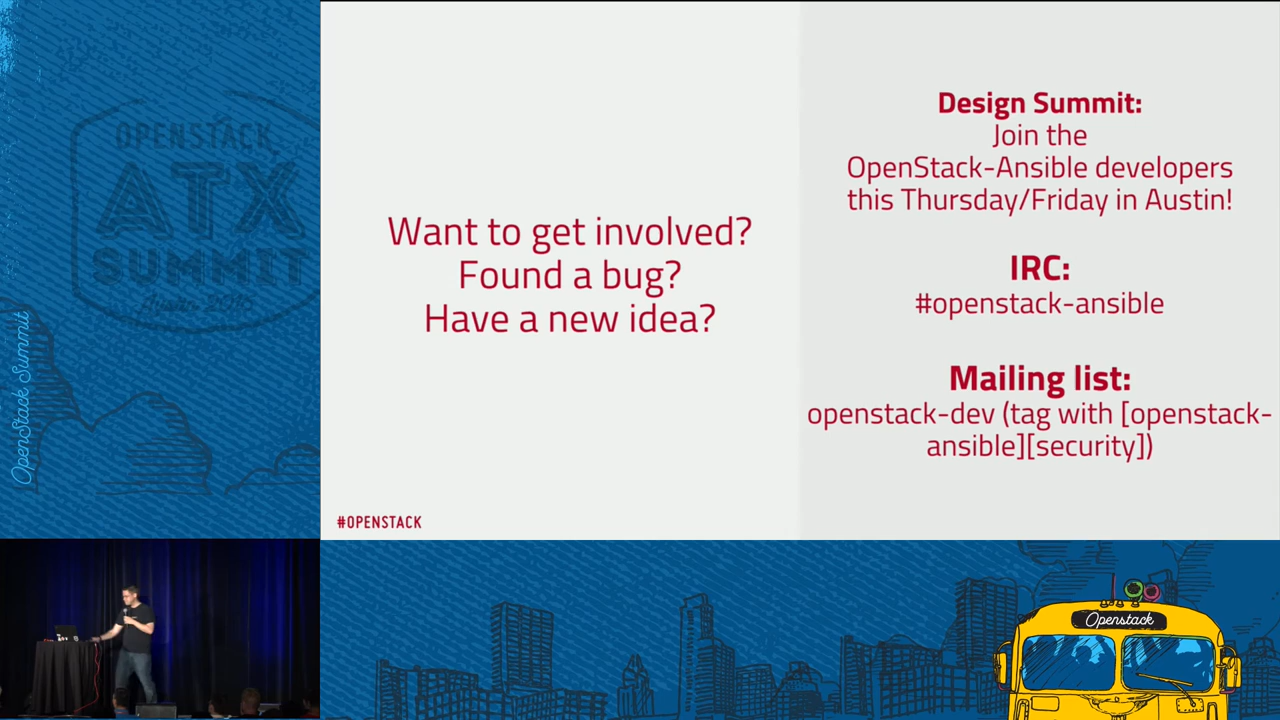 OPENSTACK
ATX
SUMMIT
Austin 2016
OpenStack Summit
Want to get involved?
Found a bug?
Have a new idea?
#OPENSTACK
Design Summit:
Join the
OpenStack-Ansible developers
this Thursday/Friday in Austin!
IRC:
#openstack-ansible
Mailing list:
openstack-dev (tag with [openstack-
ansible][security])
Openstack